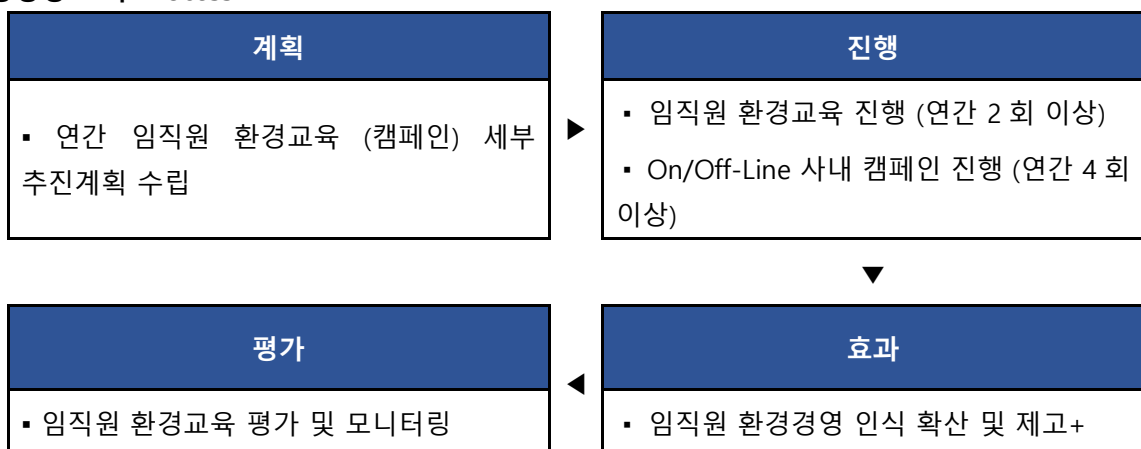 계획
▪ 연간 임직원 환경교육 (캠페인) 세부
추진계획 수립
▶
진행
▪ 임직원 환경교육 진행 (연간 2 회 이상)
▪ On/Off-Line 사내 캠페인 진행 (연간 4 회
이상)
▼
효과
▪ 임직원 환경경영 인식 확산 및 제고+
◀
평가
▪ 임직원 환경교육 평가 및 모니터링